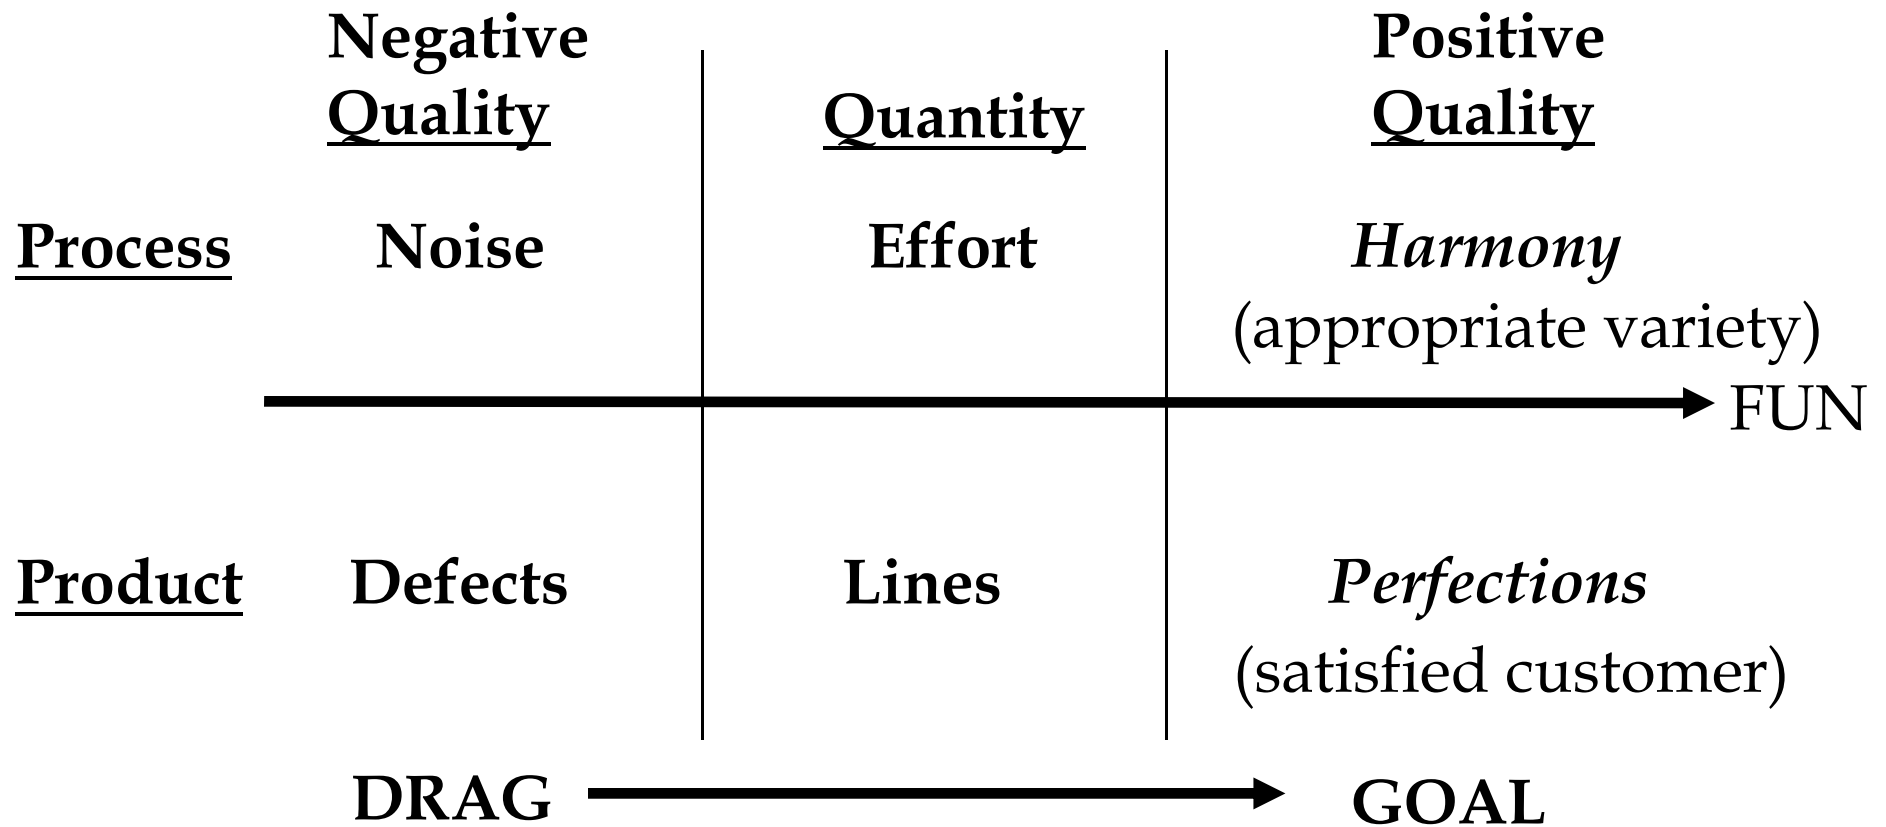 Negative
Quality
Quantity
Positive
Quality
Process Noise Effort Harmony
(appropriate variety)
FUN
Product Defects Lines Perfections
(satisfied customer)
DRAG GOAL